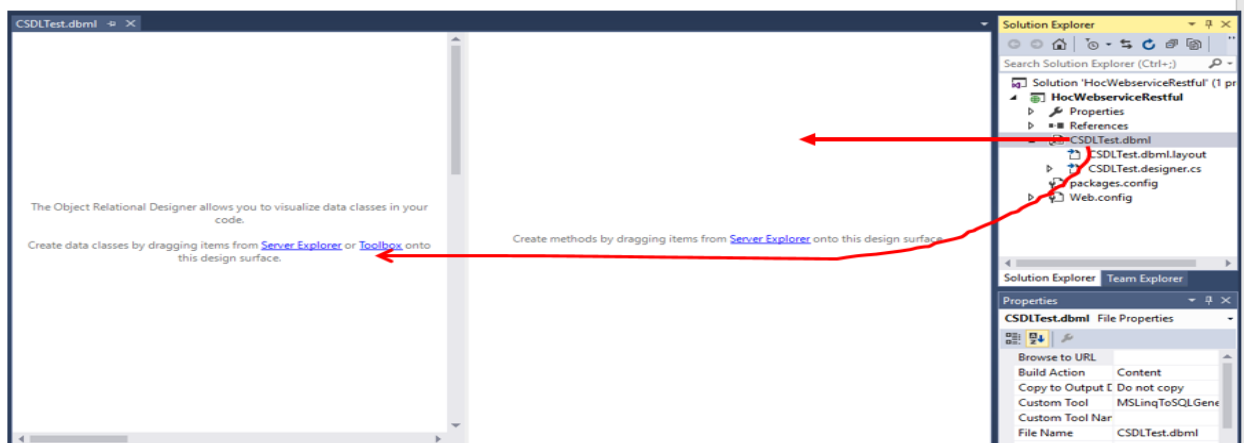 CSDLTest.dbml
The Object Relational Designer allows you to visualize data classes in your
code.
Create data classes by dragging items from Server Explorer or Toolbox onto
this design surface.
Create methods by dragging items from Server Explorer onto this design surface.
Solution Explorer
Search Solution Explorer (Ctrl+;)
Solution 'HocWebserviceRestful' (1 pr
HocWebserviceRestful
Properties
References
CSDLTest.dbml
CSDLTest.dbml.layout
CSDLTest.designer.cs
packages.config
Web.config
Solution Explorer Team Explorer
Properties
CSDLTest.dbml File Properties
Browse to URL
Build Action Content
Copy to Output D Do not copy
Custom Tool MSLinqToSQLGene
Custom Tool Nar
File Name CSDLTest.dbml